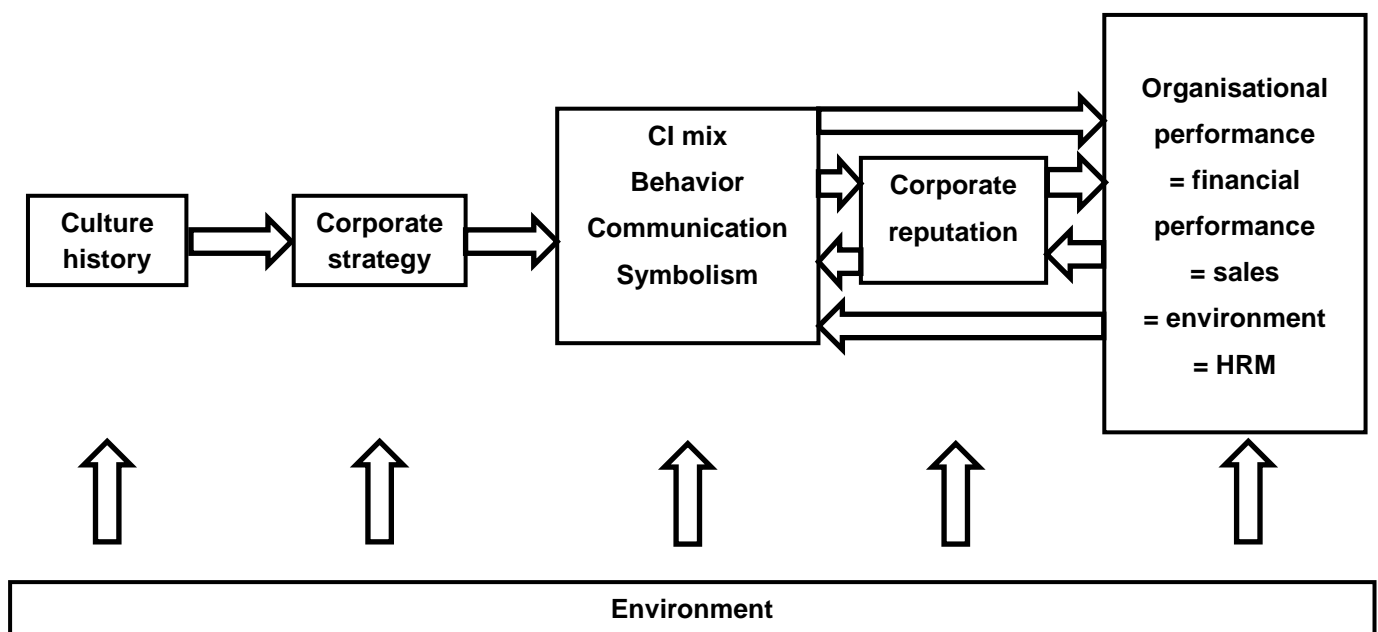 Culture
history
Corporate
strategy
CI mix
Behavior
Communication
Symbolism
Corporate
reputation
Organisational
performance
= financial
performance
= sales
= environment
= HRM
Environment